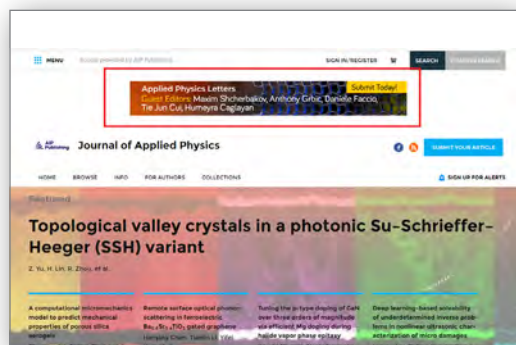 MENU
SIGN IN/REGISTER
SEARCH
Applied Physics Letters
Submit Today!
Guest Editors: Maxim Shcherbakov, Anthony Grbic, Daniele Faccio,
Tie Jun Cui, Humeyra Caglayan
AIP Publishing
Journal of Applied Physics
SUBMIT YOUR ARTICLE
HOME BROWSE INFO FOR AUTHORS COLLECTIONS
SIGN UP FOR ALERTS
Featured
Topological valley crystals in a photonic Su–Schrieffer–
Heeger (SSH) variant
Z. Yu, H. Lin, R. Zhou, et al.
A computational micromechanics
model to predict mechanical
properties of porous silica
aerogels
Remote surface optical phonon
scattering in ferroelectric
gated graphene
Tuning the p-type doping of GaN
over three orders of magnitude
via efficient Mg doping during
halide vapor phase epitaxy
Deep learning-based solvability
of underdetermined inverse prob-
lems in nonlinear ultrasonic char-
acterization of micro damages